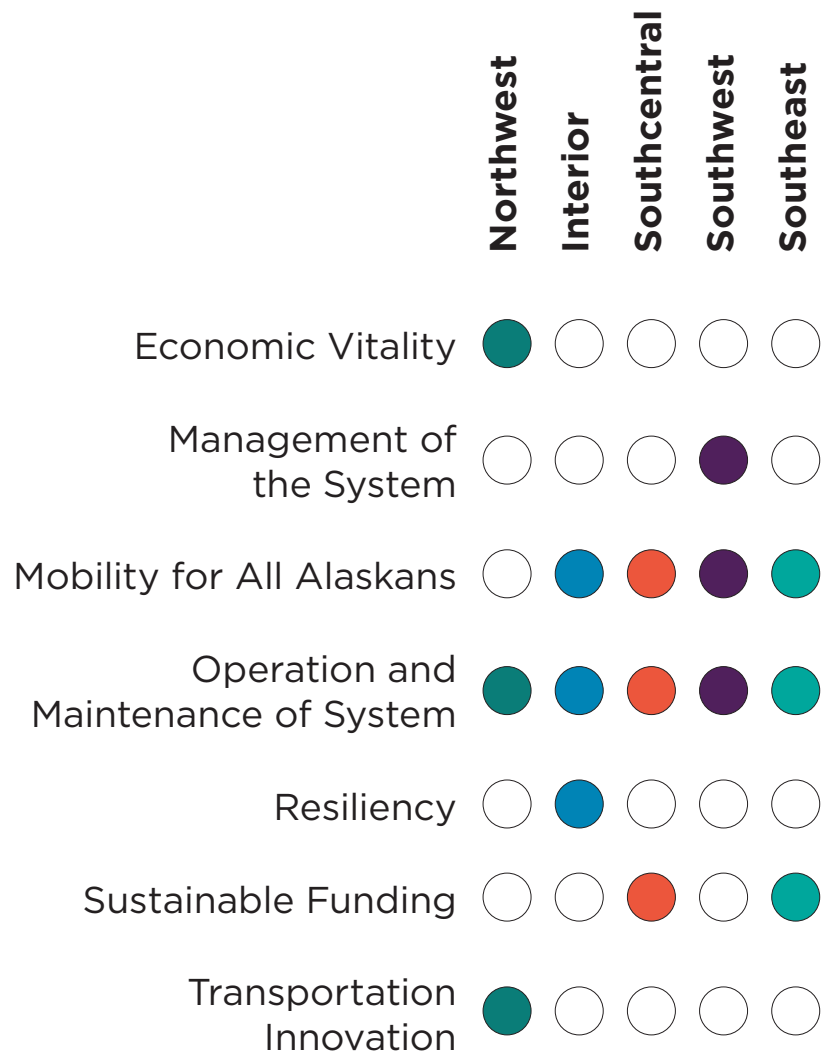 Northwest
Interior
Southcentral
Southwest
Southeast
Economic Vitality
Management of
the System
Mobility for All Alaskans
Operation and
Maintenance of System
Resiliency
Sustainable Funding
Transportation
Innovation